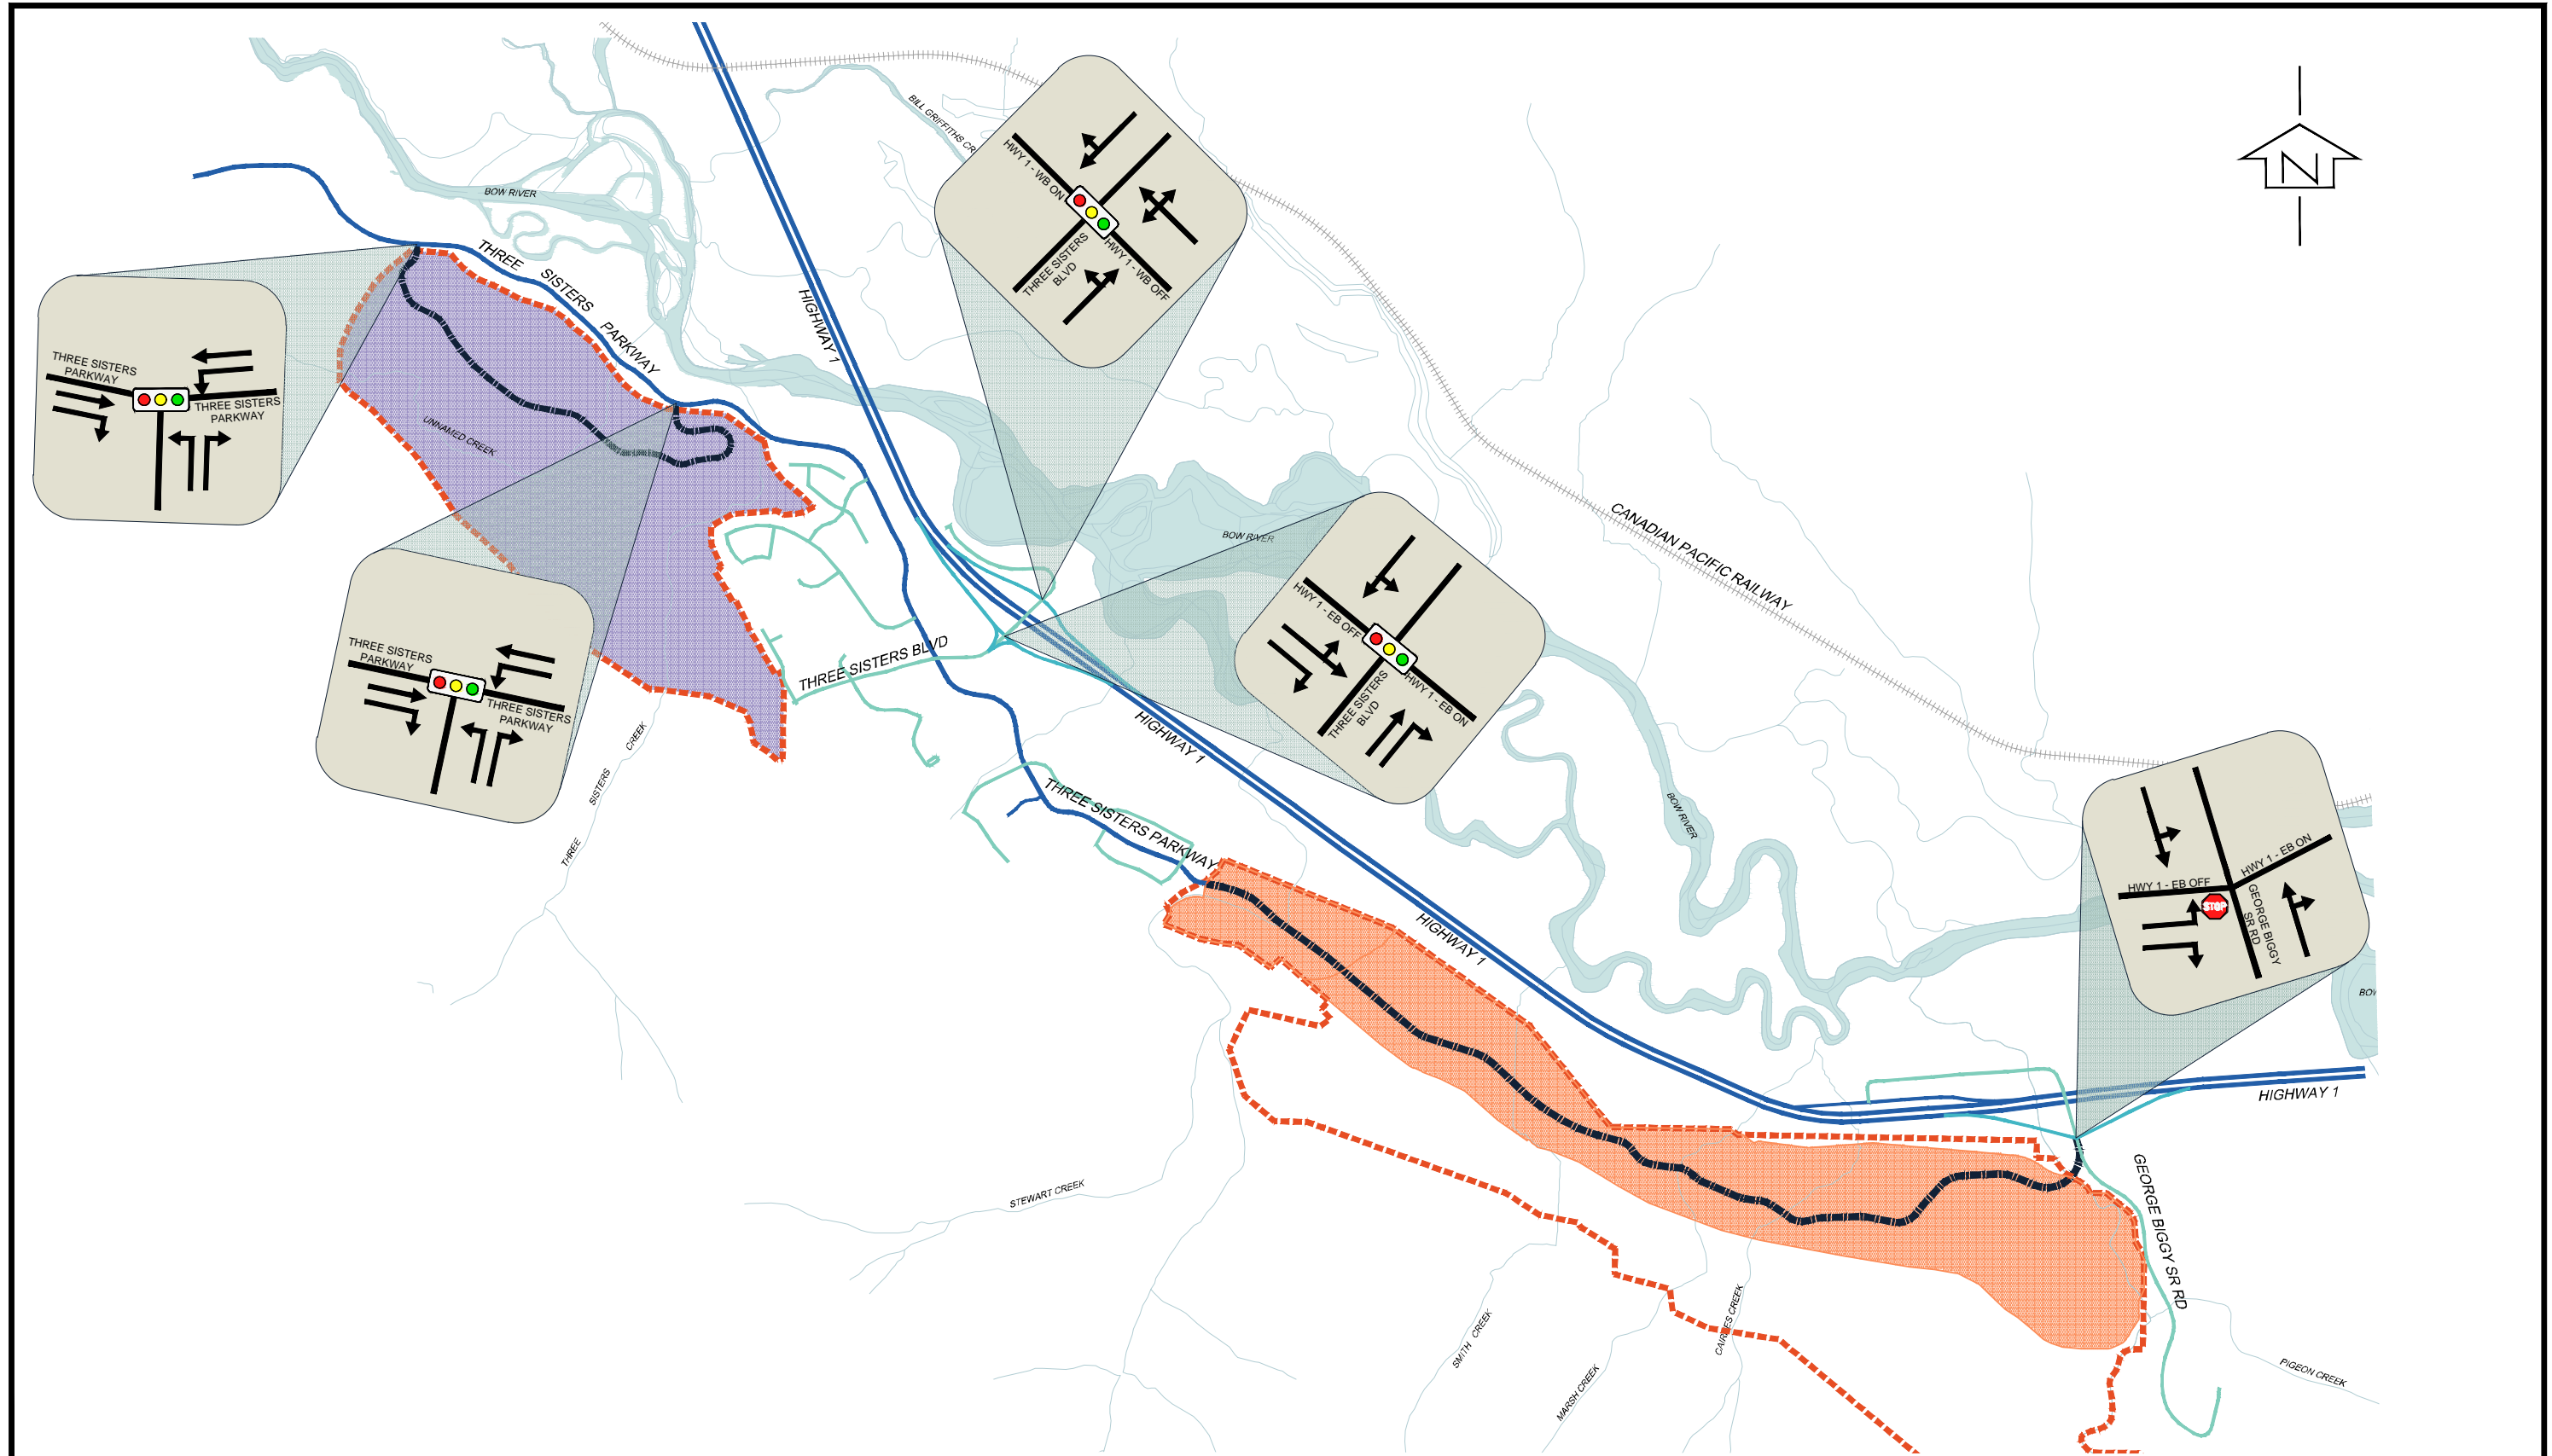 N
BILL GRIFFITHS CR
HWY 1 - WB ON
THREE SISTERS
BLVD
HWY 1 - WB OFF
BOW RIVER
THREE SISTERS PARKWAY
HIGHWAY 1
THREE SISTERS
PARKWAY
THREE SISTERS
PARKWAY
UNNAMED CREEK
CANADIAN PACIFIC RAILWAY
BOW RIVER
HWY 1 - EB OFF
THREE SISTERS
BLVD
HWY 1 - EB ON
THREE SISTERS
PARKWAY
THREE SISTERS
PARKWAY
THREE SISTERS BLVD
HIGHWAY 1
THREE SISTERS CREEK
THREE SISTERS PARKWAY
BOW RIVER
HWY 1 - EB ON
HWY 1 - EB OFF
STOP
GEORGE BIGGY
SR RD
HIGHWAY 1
BOW
HIGHWAY 1
STEWART CREEK
GEORGE BIGGY SR RD
SMITH CREEK
MARSH CREEK
CAIRNES CREEK
PIGEON CREEK